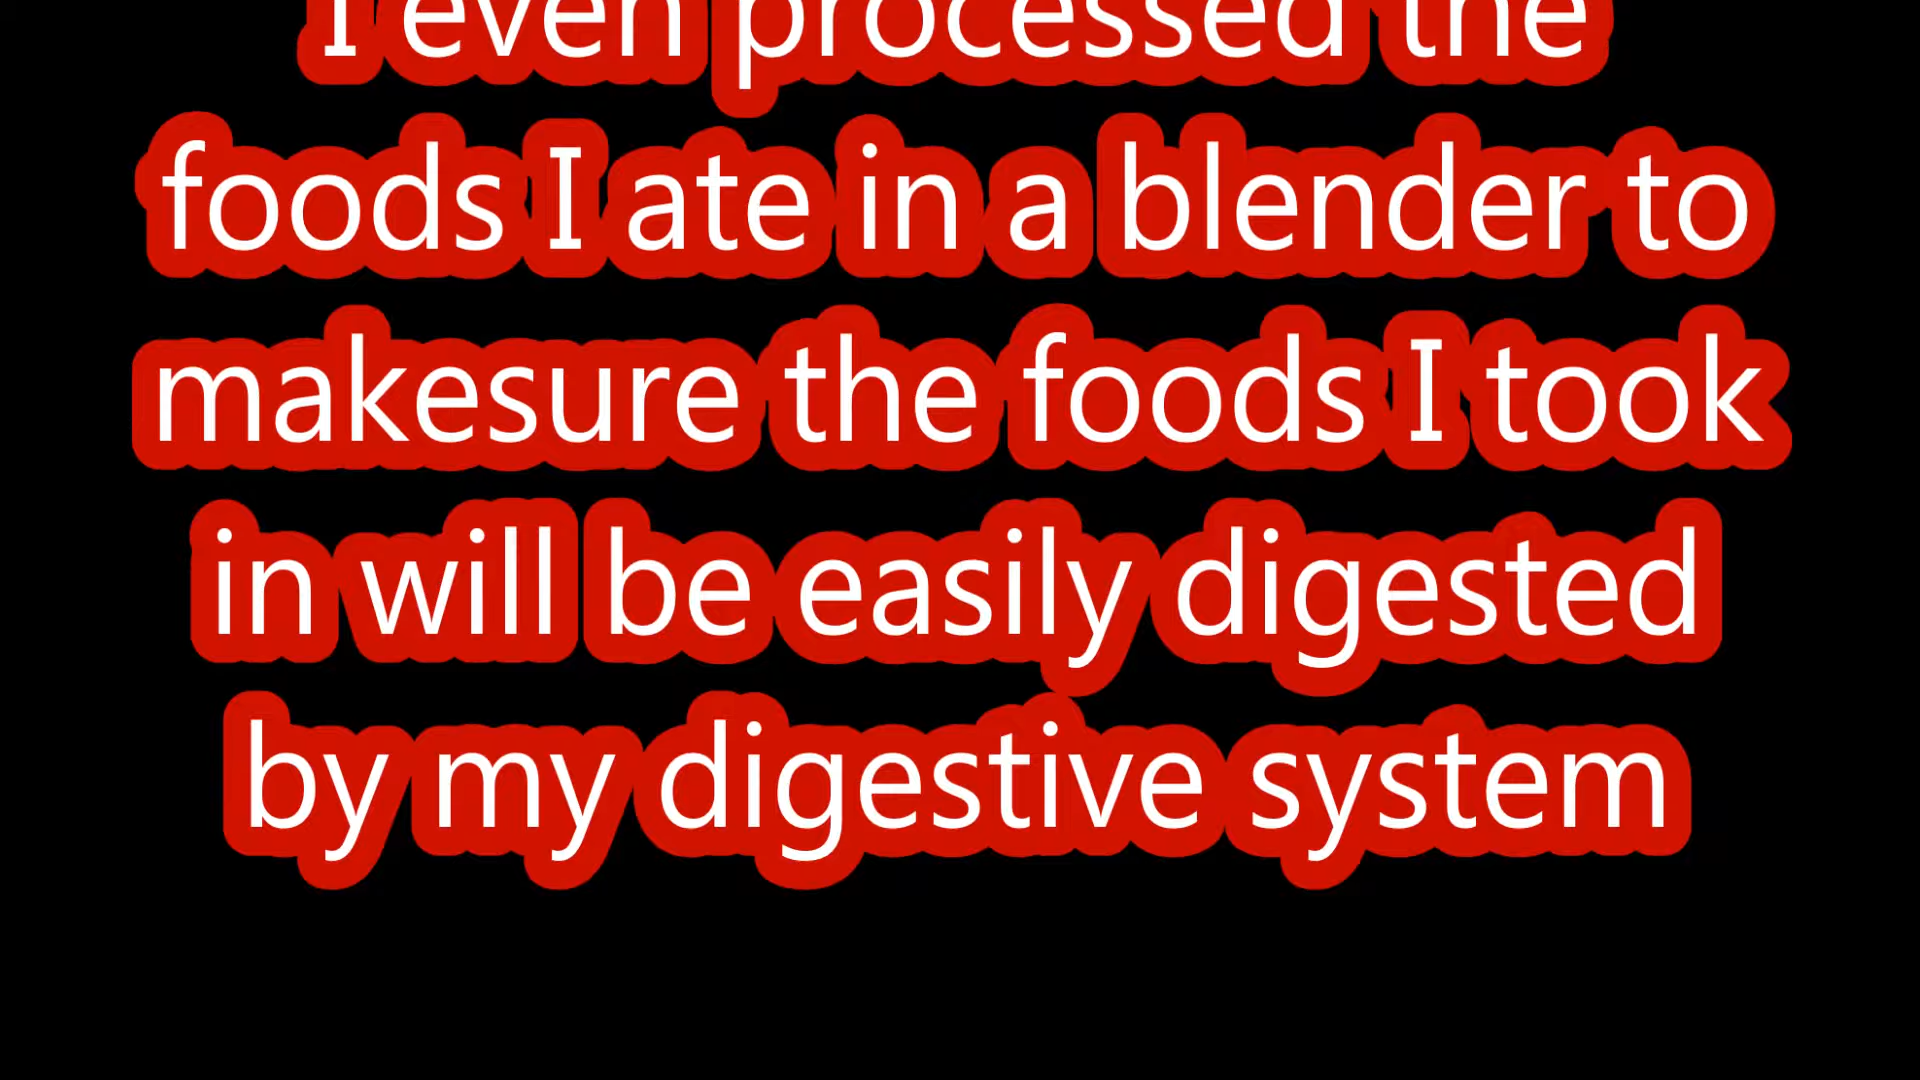 I even processed the
foods I ate in a blender to
makesure the foods I took
in will be easily digested
by my digestive system